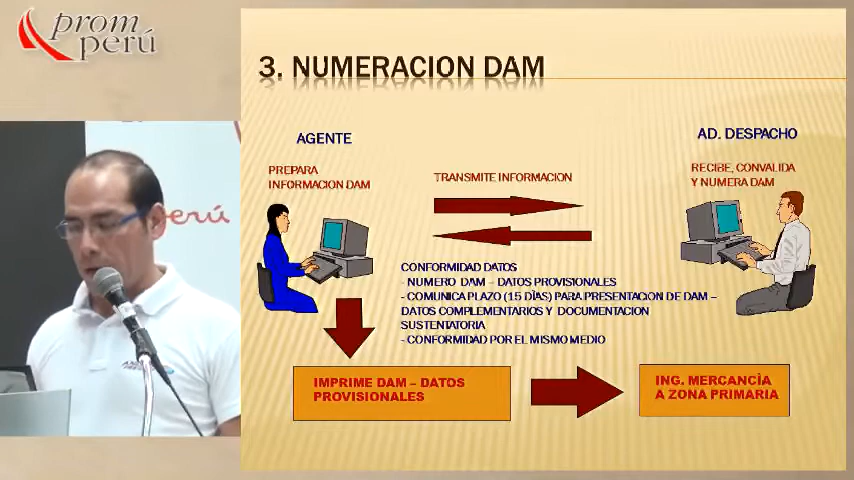 prom
perú
3. NUMERACION DAM
AGENTE
AD. DESPACHO
PREPARA
INFORMACION DAM
TRANSMITE INFORMACION
RECIBE, CONVALIDA
Y NUMERA DAM
erú
CONFORMIDAD DATOS
- NUMERO DAM – DATOS PROVISIONALES
- COMUNICA PLAZO (15 DÍAS) PARA PRESENTACION DE DAM –
DATOS COMPLEMENTARIOS Y DOCUMENTACION
SUSTENTATORIA
- CONFORMIDAD POR EL MISMO MEDIO
IMPRIME DAM – DATOS
PROVISIONALES
ING. MERCANCÌA
A ZONA PRIMARIA